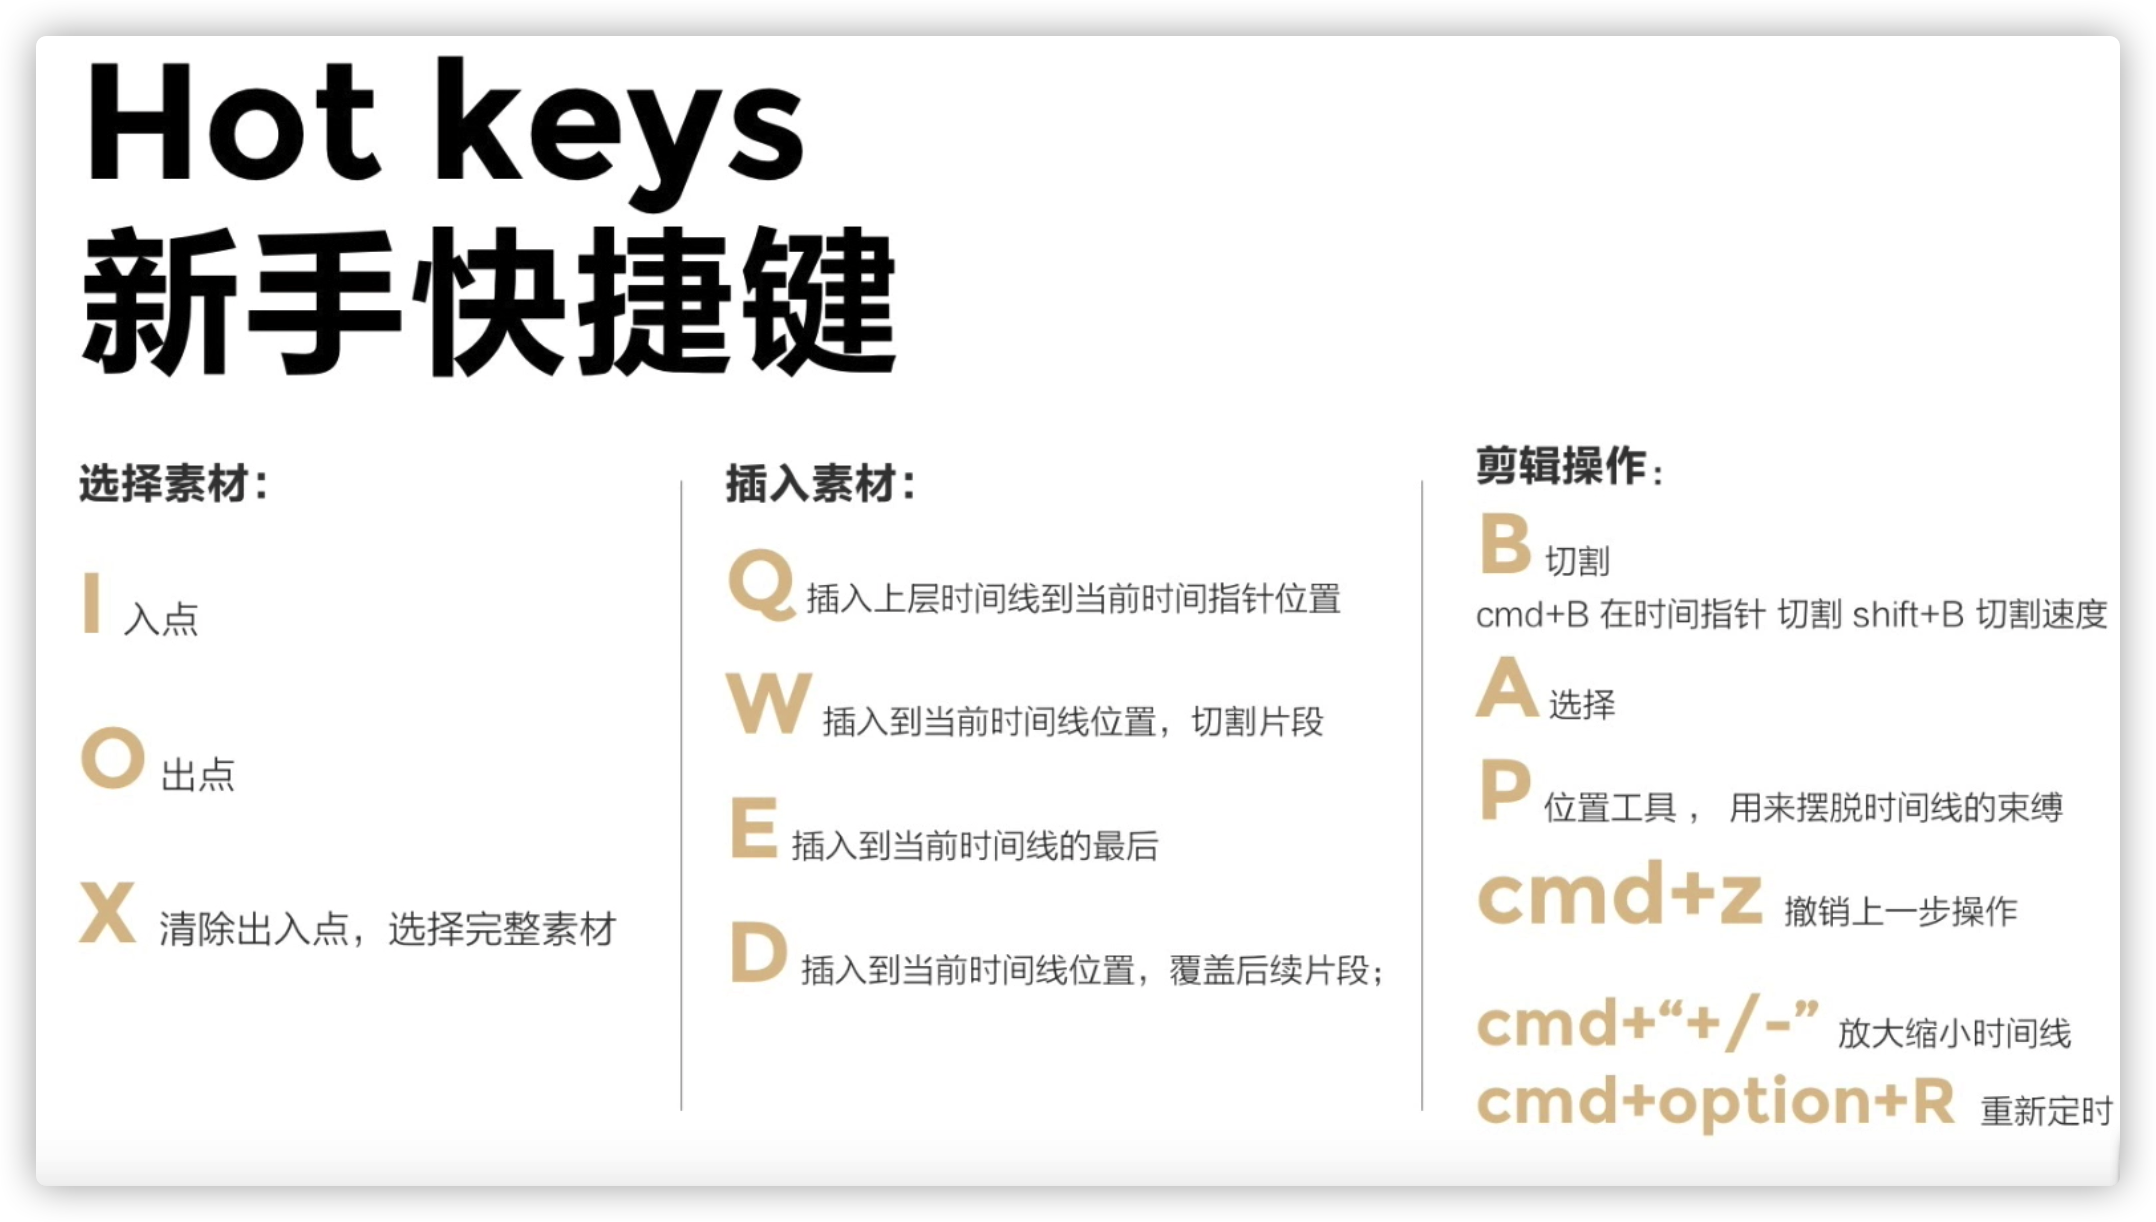 Hot keys
新手快捷键
选择素材：
I 入点
O 出点
X 清除出入点，选择完整素材
插入素材：
Q 插入上层时间线到当前时间指针位置
W 插入到当前时间线位置，切割片段
E 插入到当前时间线的最后
D 插入到当前时间线位置，覆盖后续片段；
剪辑操作：
B 切割
cmd+B 在时间指针 切割 shift+B 切割速度
A 选择
P 位置工具， 用来摆脱时间线的束缚
cmd+z 撤销上一步操作
cmd+“+/-” 放大缩小时间线
cmd+option+R 重新定时